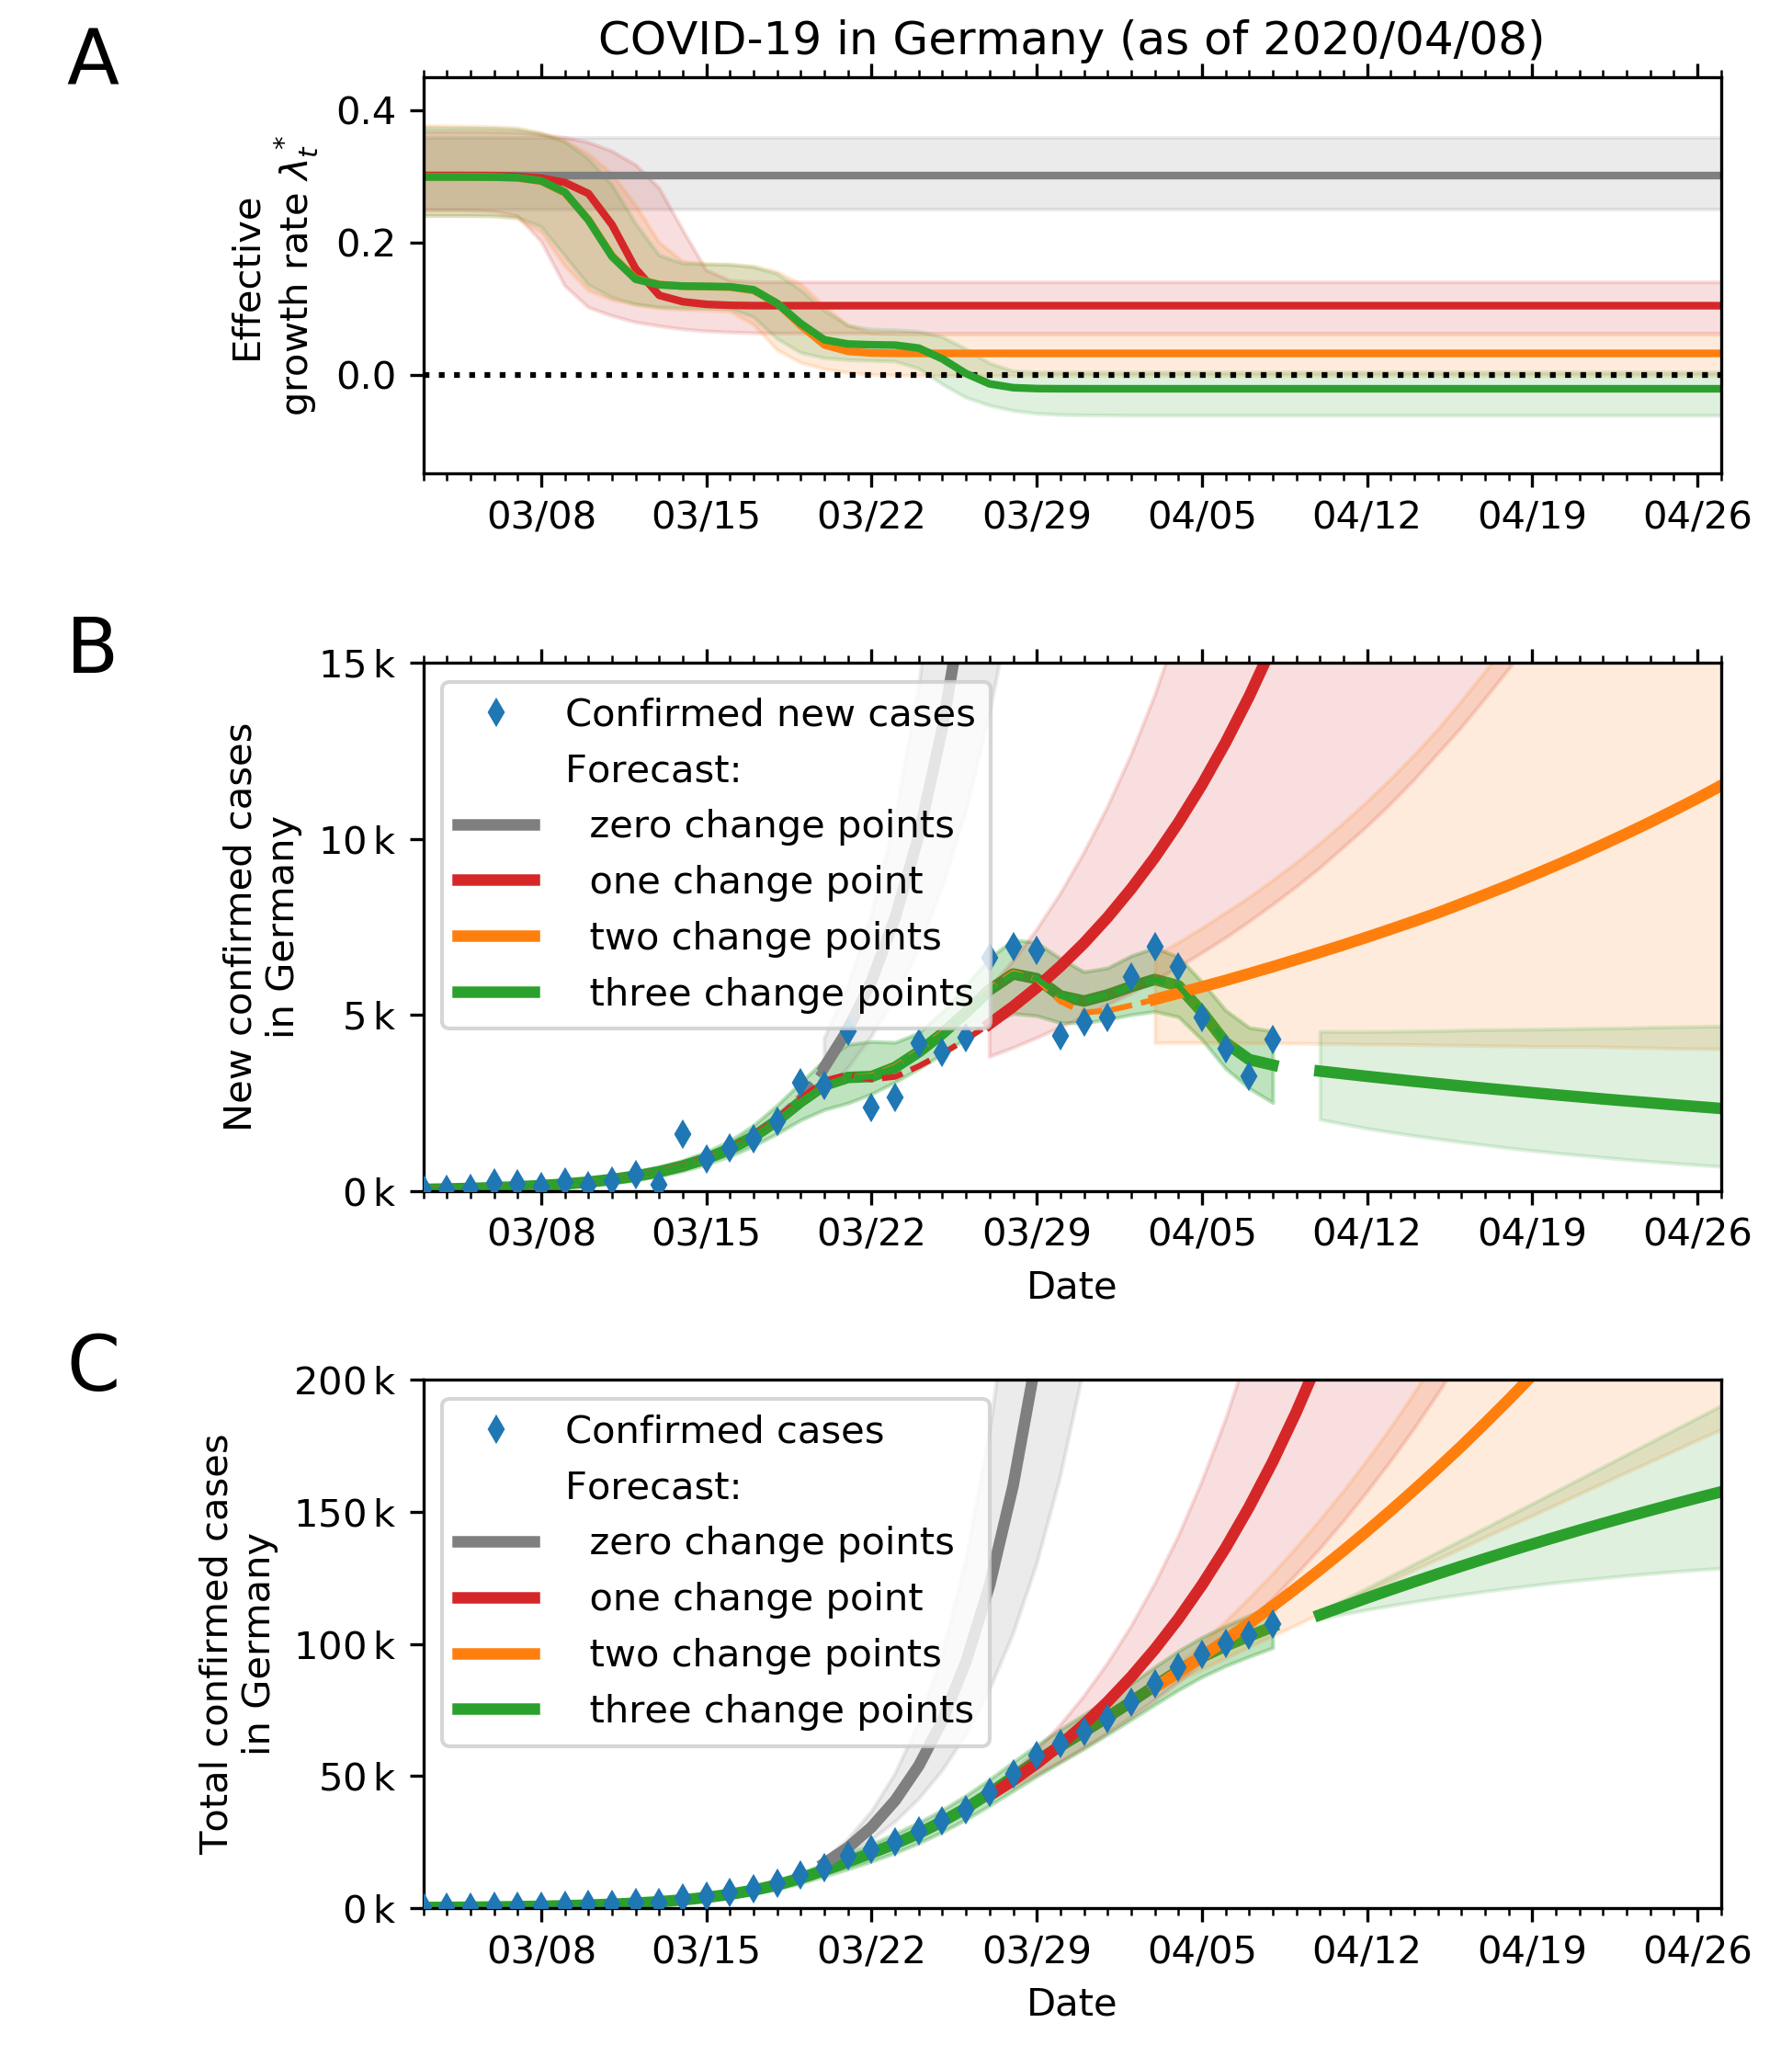 A
COVID-19 in Germany (as of 2020/04/08)
Effective
growth rate λ*t
0.4
0.2
0.0
03/08 03/15 03/22 03/29 04/05 04/12 04/19 04/26
B
New confirmed cases
in Germany
15 k
10 k
5 k
0 k
Confirmed new cases
Forecast:
zero change points
one change point
two change points
three change points
03/08 03/15 03/22 03/29 04/05 04/12 04/19 04/26
Date
C
Total confirmed cases
in Germany
200 k
150 k
100 k
50 k
0 k
Confirmed cases
Forecast:
zero change points
one change point
two change points
three change points
03/08 03/15 03/22 03/29 04/05 04/12 04/19 04/26
Date